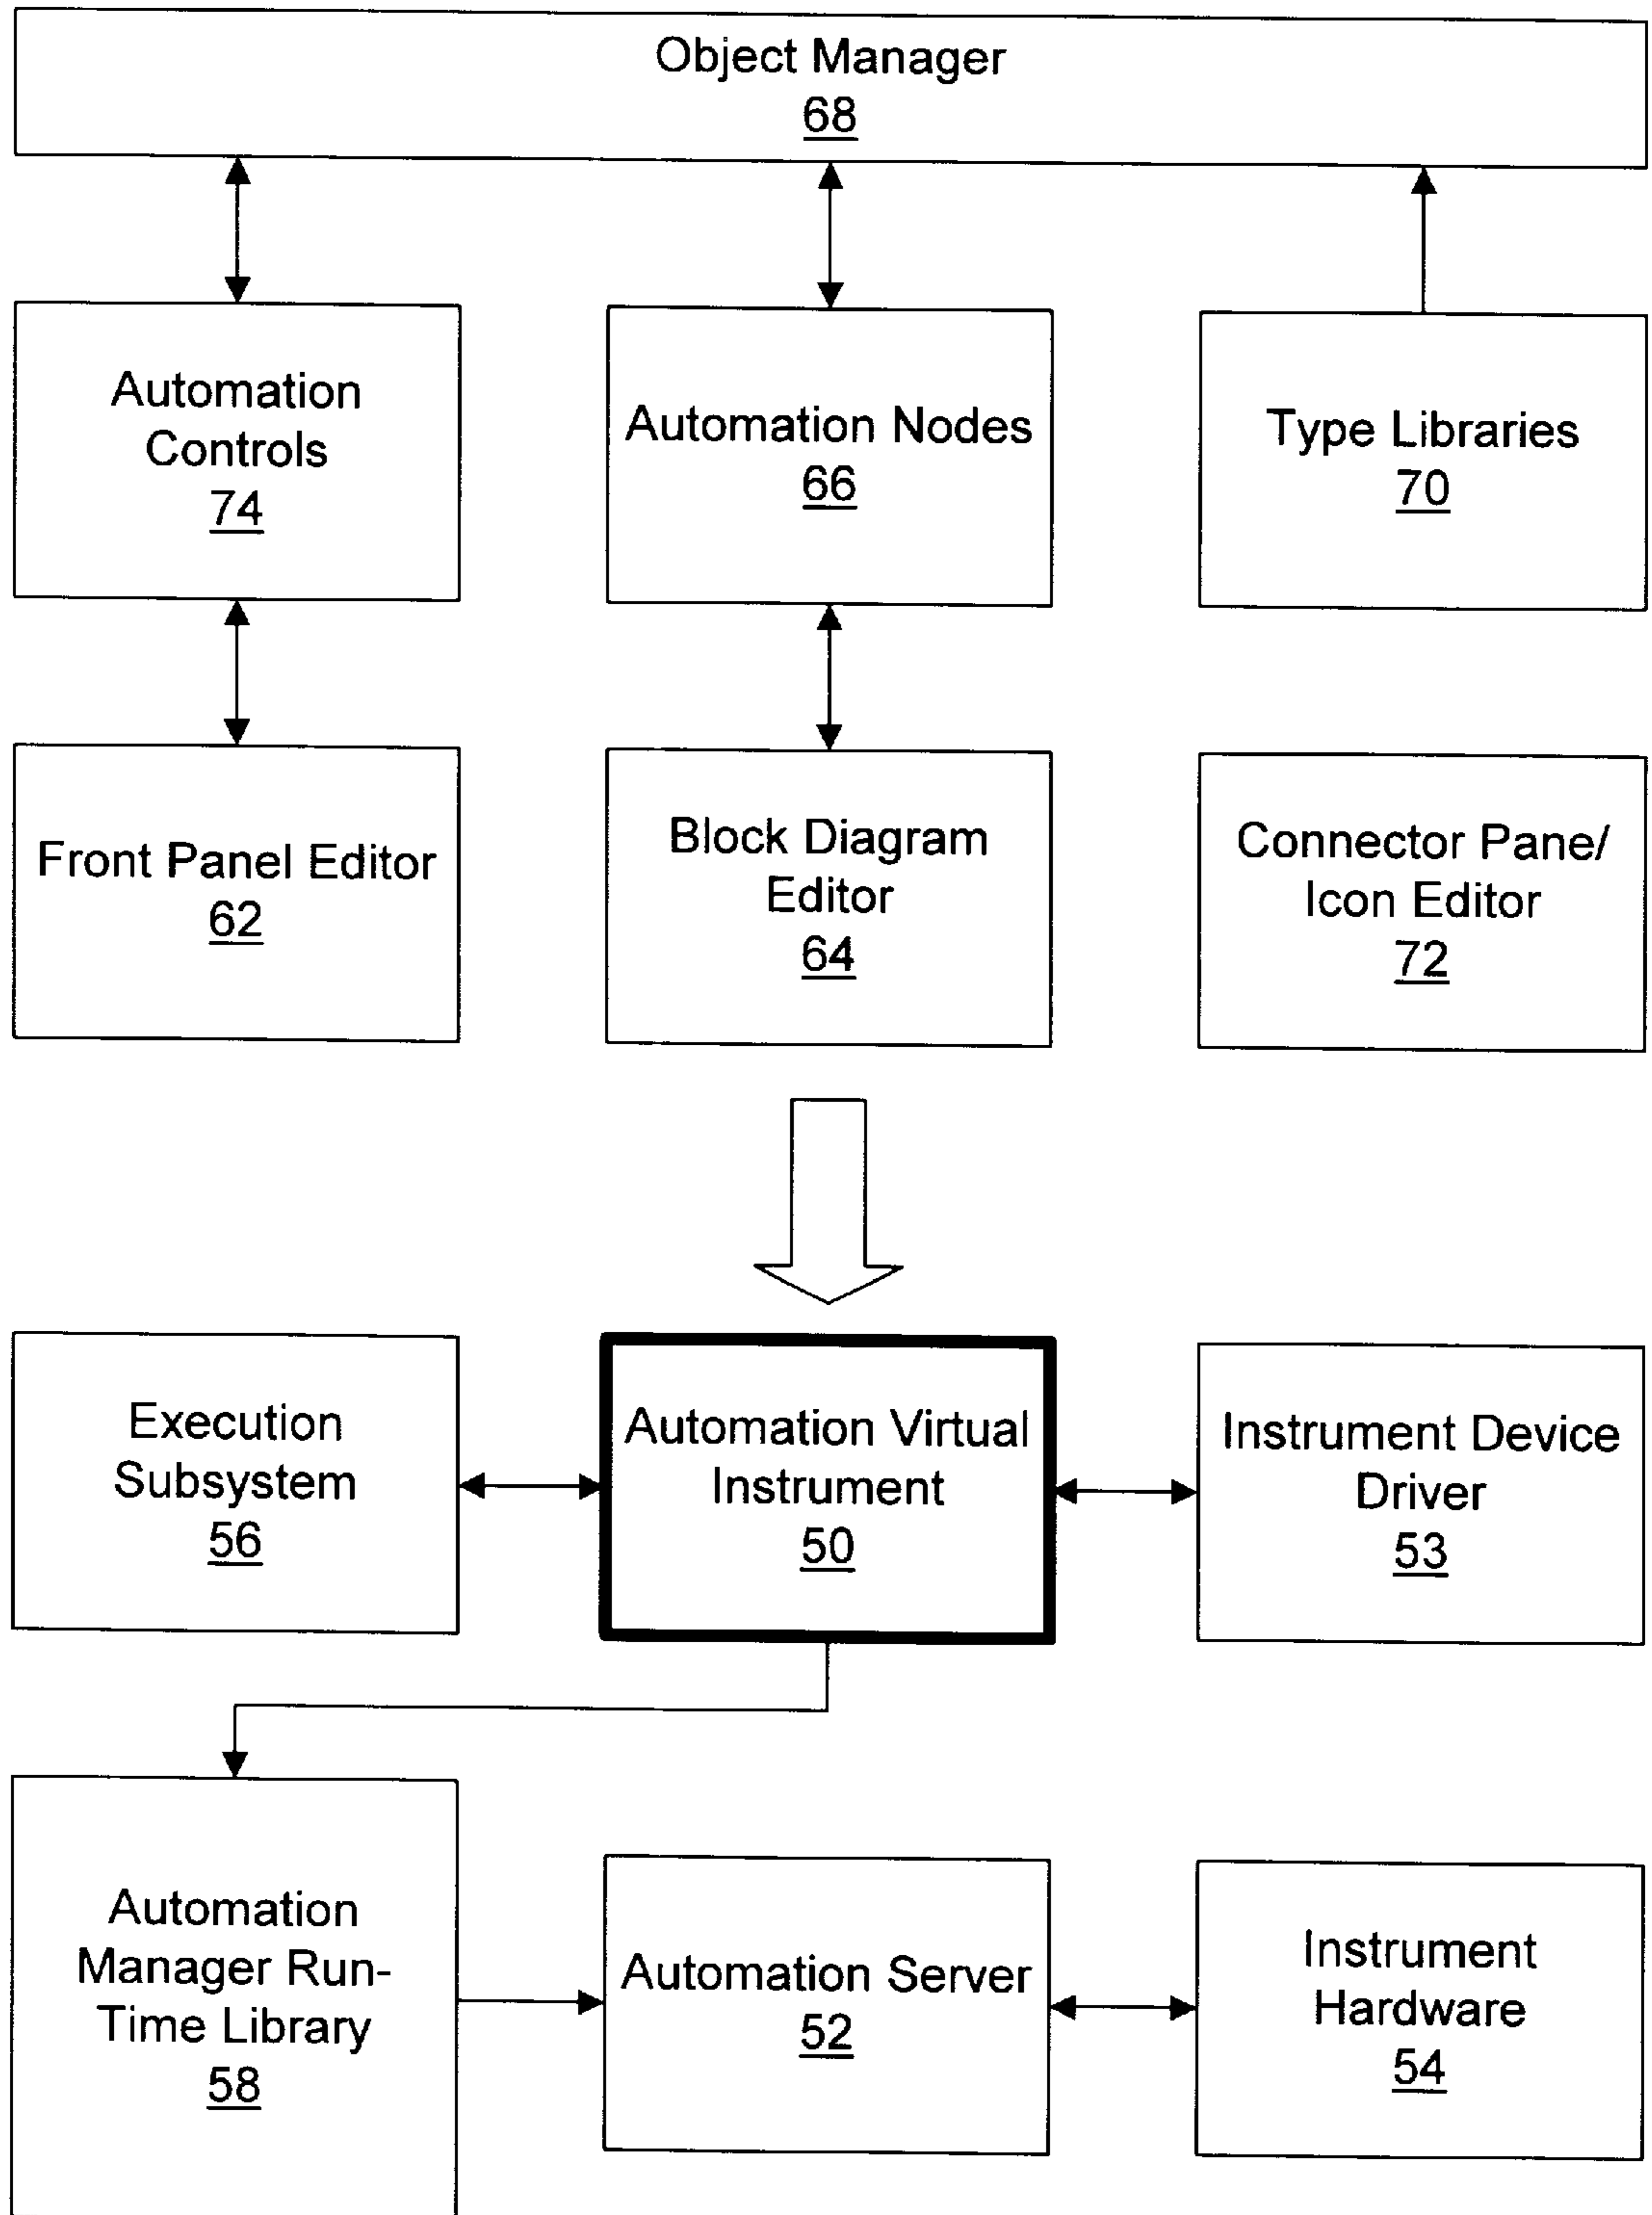 Object Manager
68
Automation
Controls
74
Automation Nodes
66
Type Libraries
70
Front Panel Editor
62
Block Diagram
Editor
64
Connector Pane/
Icon Editor
72
Execution
Subsystem
56
Automation Virtual
Instrument
50
Instrument Device
Driver
53
Automation
Manager Run-
Time Library
58
Automation Server
52
Instrument
Hardware
54